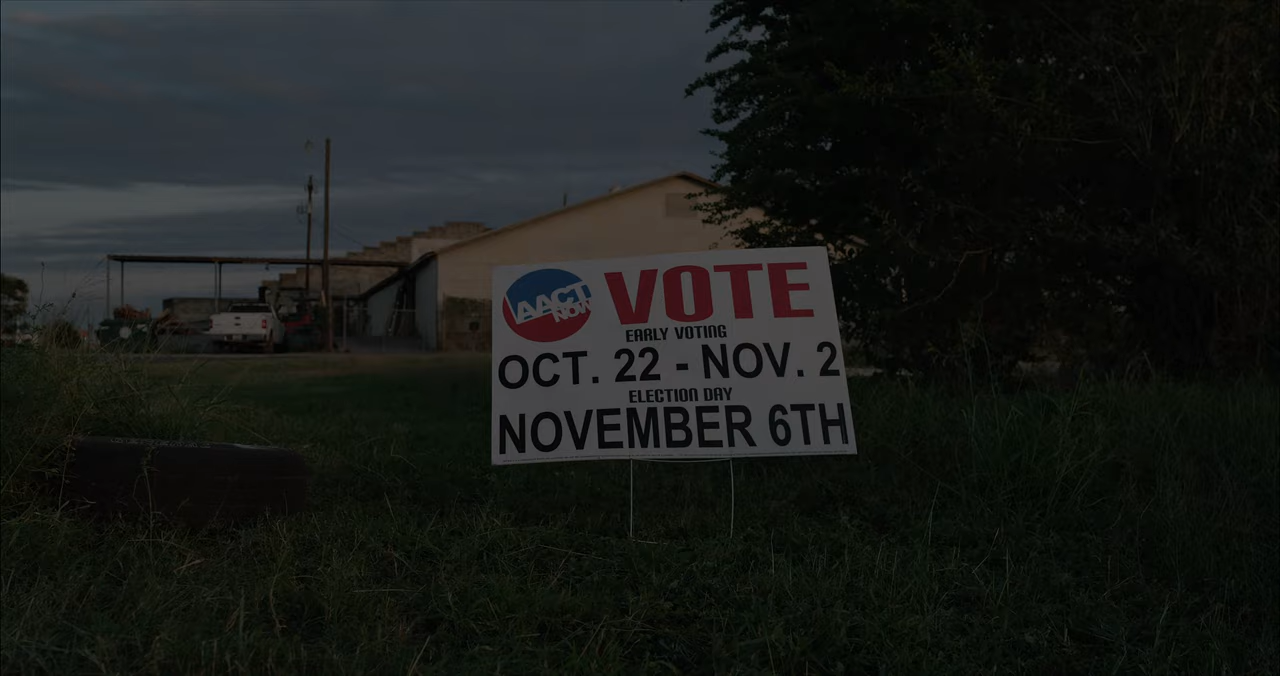 AACT
NOW
VOTE
EARLY VOTING
OCT. 22 - NOV. 2
ELECTION DAY
NOVEMBER 6TH